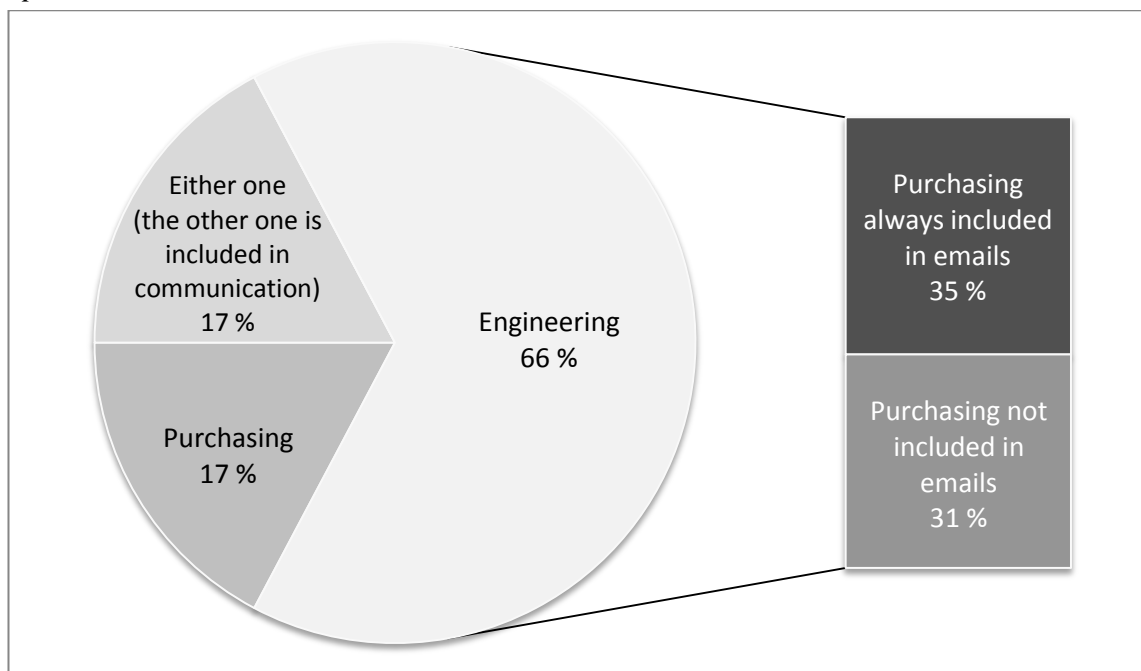 Either one
(the other one is
included in
communication)
17 %
Purchasing
17 %
Engineering
66 %
Purchasing
always included
in emails
35 %
Purchasing not
included in
emails
31 %